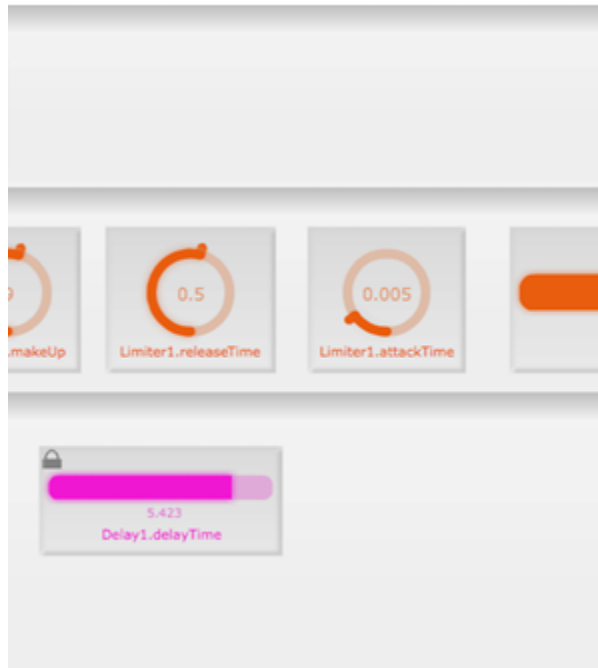 .makeUp
0.5
Limiter1.releaseTime
0.005
Limiter1.attackTime
5.423
Delay1.delayTime